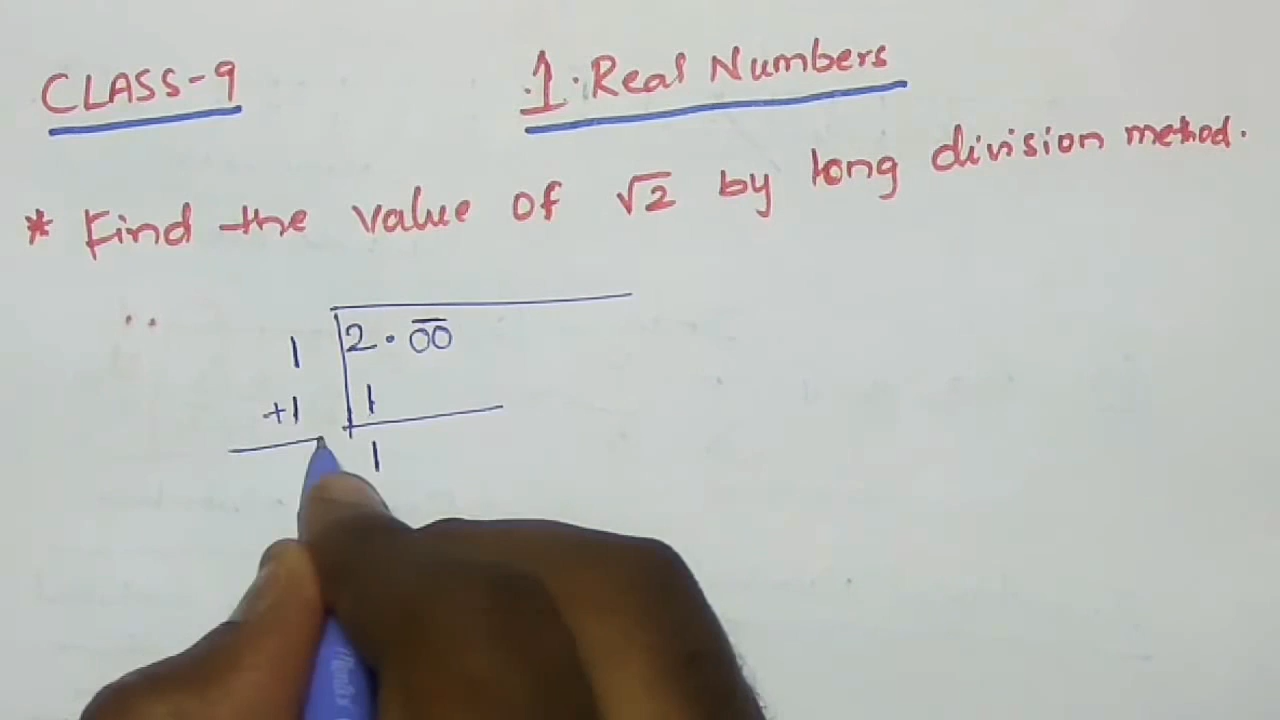 CLASS-9
1. Real Numbers
* Find the value of √2 by long division method.
1 2.00
+1 1
1